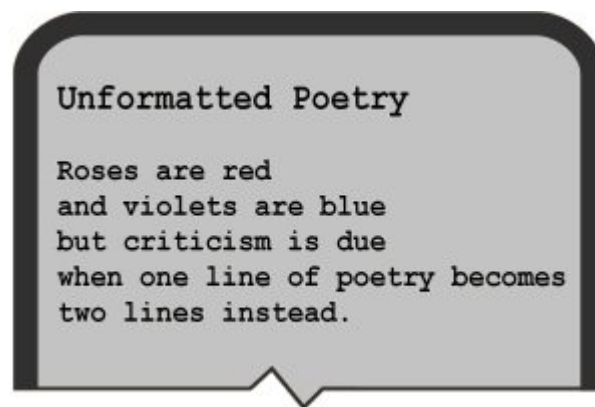 Unformatted Poetry
Roses are red
and violets are blue
but criticism is due
when one line of poetry becomes
two lines instead.